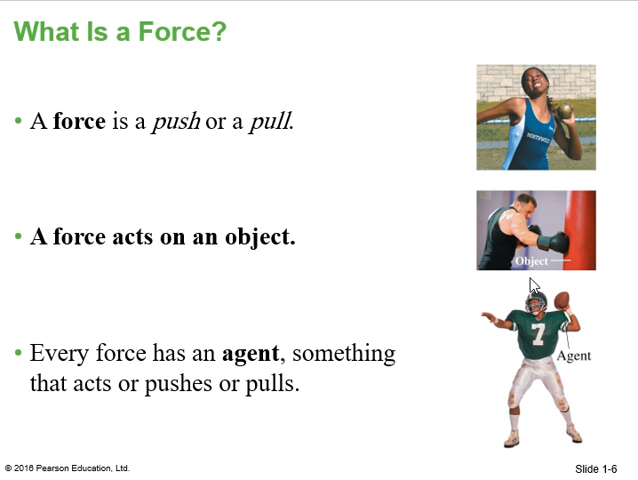 What Is a Force?
• A force is a push or a pull.
NORTHWEST
• A force acts on an object.
Object
7
• Every force has an agent, something
that acts or pushes or pulls.
Agent
© 2016 Pearson Education, Ltd.
Slide 1-6